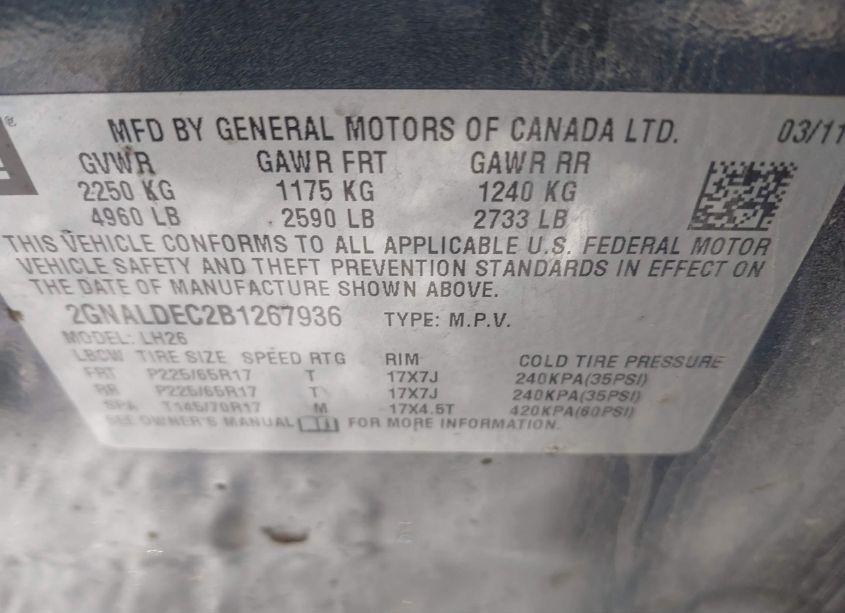 MFD BY GENERAL MOTORS OF CANADA LTD. 03/11
GVWR GAWR FRT GAWR RR
2250 KG 1175 KG 1240 KG
4960 LB 2590 LB 2733 LB
THIS VEHICLE CONFORMS TO ALL APPLICABLE U.S. FEDERAL MOTOR
VEHICLE SAFETY AND THEFT PREVENTION STANDARDS IN EFFECT ON
THE DATE OF MANUFACTURE SHOWN ABOVE.
2GNALDEC2B1267936 TYPE: M.P.V.
MODEL: LH26
LBCW TIRE SIZE SPEED RTG RIM COLD TIRE PRESSURE
FRT P225/65R17 T 17X7J 240KPA(35PSI)
RR P225/65R17 T 17X7J 240KPA(35PSI)
SPA T145/70R17 M 17X4.5T 420KPA(60PSI)
SEE OWNER'S MANUAL FOR MORE INFORMATION.